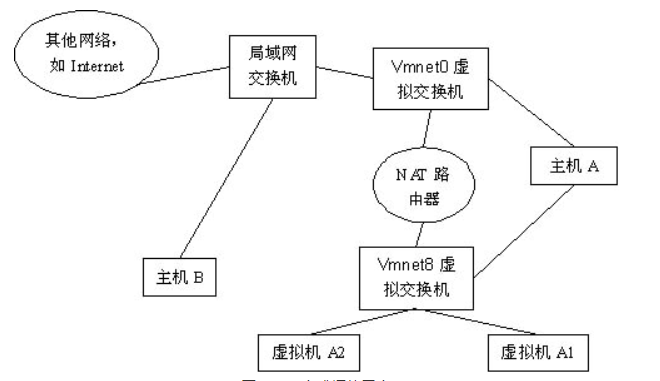 其他网络，
如 Internet
局域网
交换机
Vmnet0 虚
拟交换机
NAT 路
由器
主机 A
主机 B
Vmnet8 虚
拟交换机
虚拟机 A2
虚拟机 A1